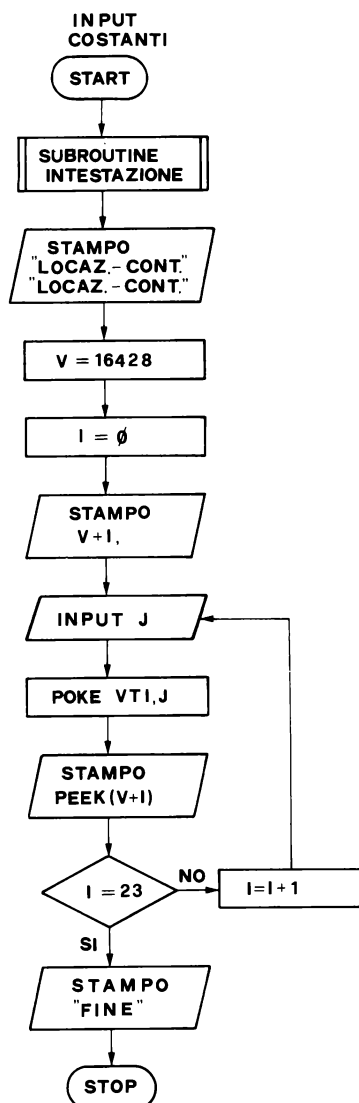 INPUT
COSTANTI
START
SUBROUTINE
INTESTAZIONE
STAMPO
"LOCAZ.-CONT."
"LOCAZ.-CONT."
V = 16428
I = Ø
STAMPO
V+I,
INPUT J
POKE VTI,J
STAMPO
PEEK(V+I)
I = 23
NO
I=I+1
SI
STAMPO
"FINE"
STOP